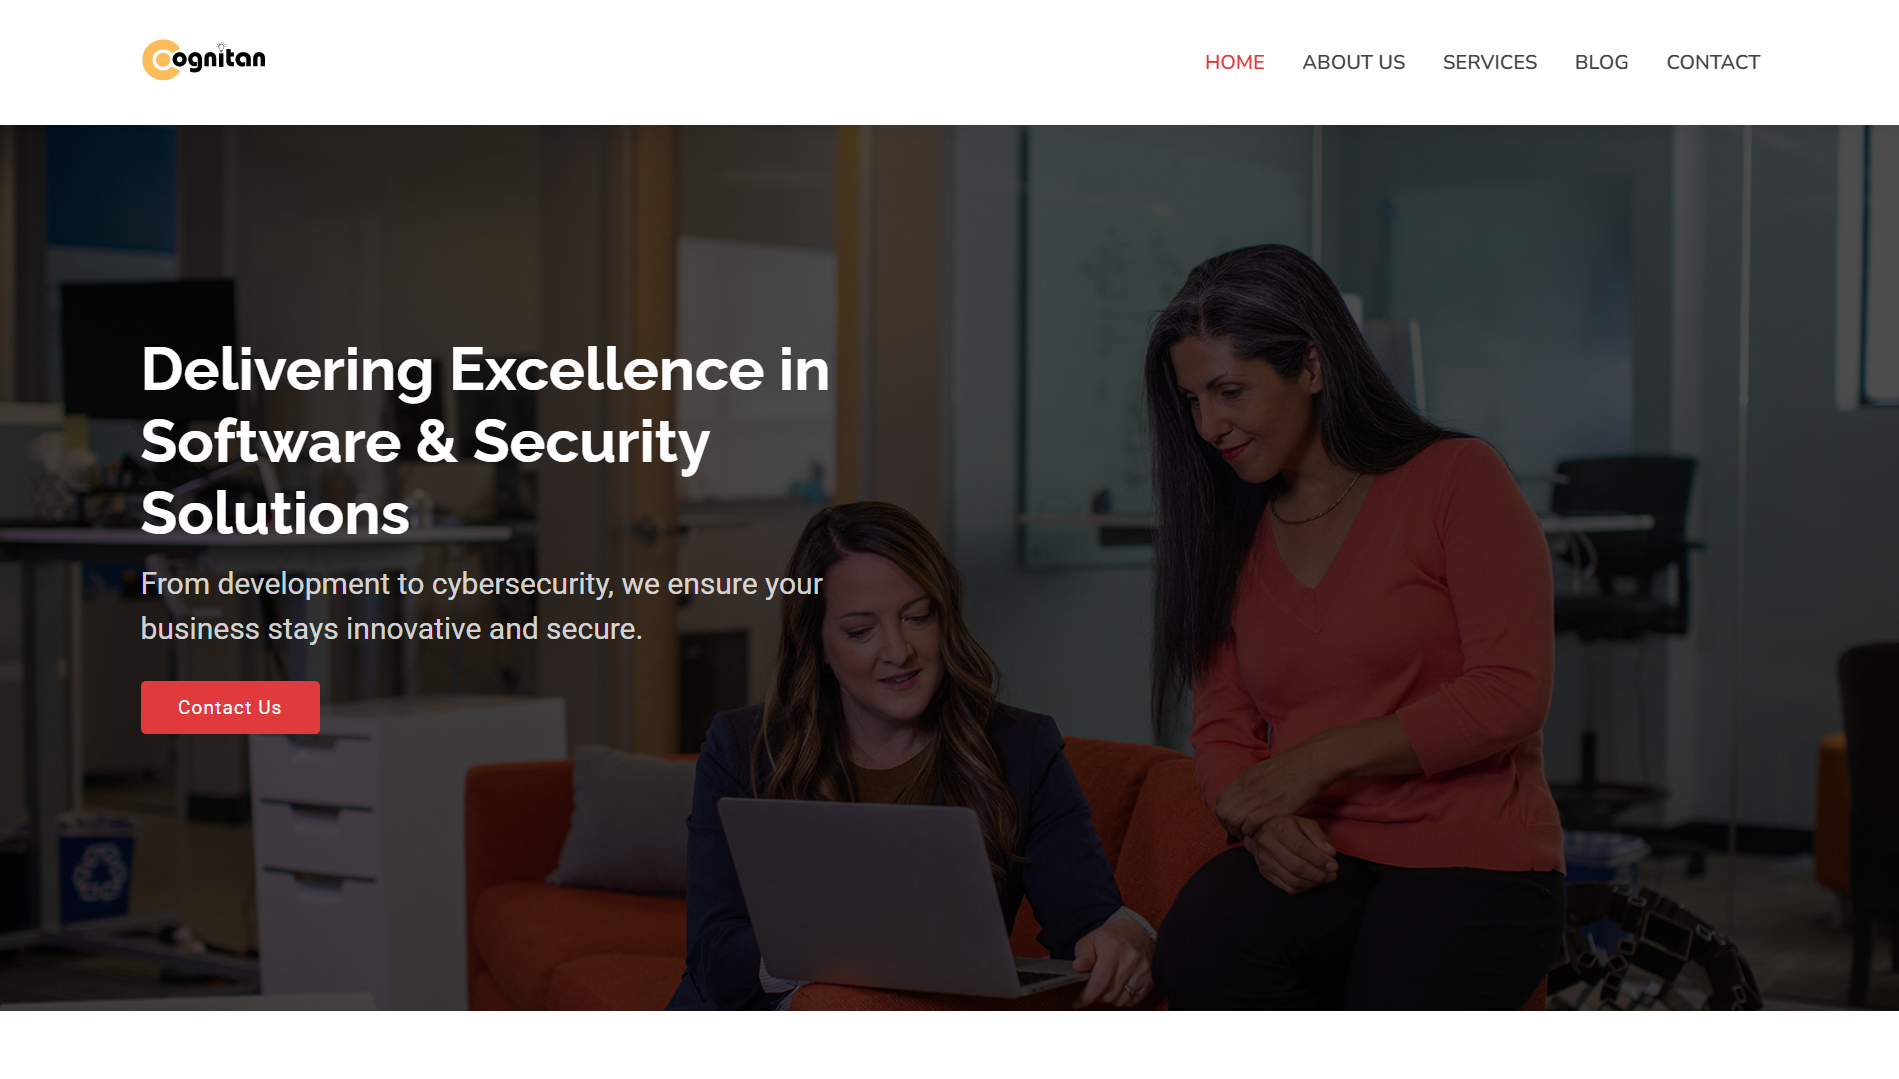 Cognitan
HOME
ABOUT US
SERVICES
BLOG
CONTACT
Delivering Excellence in
Software & Security
Solutions
From development to cybersecurity, we ensure your
business stays innovative and secure.
Contact Us